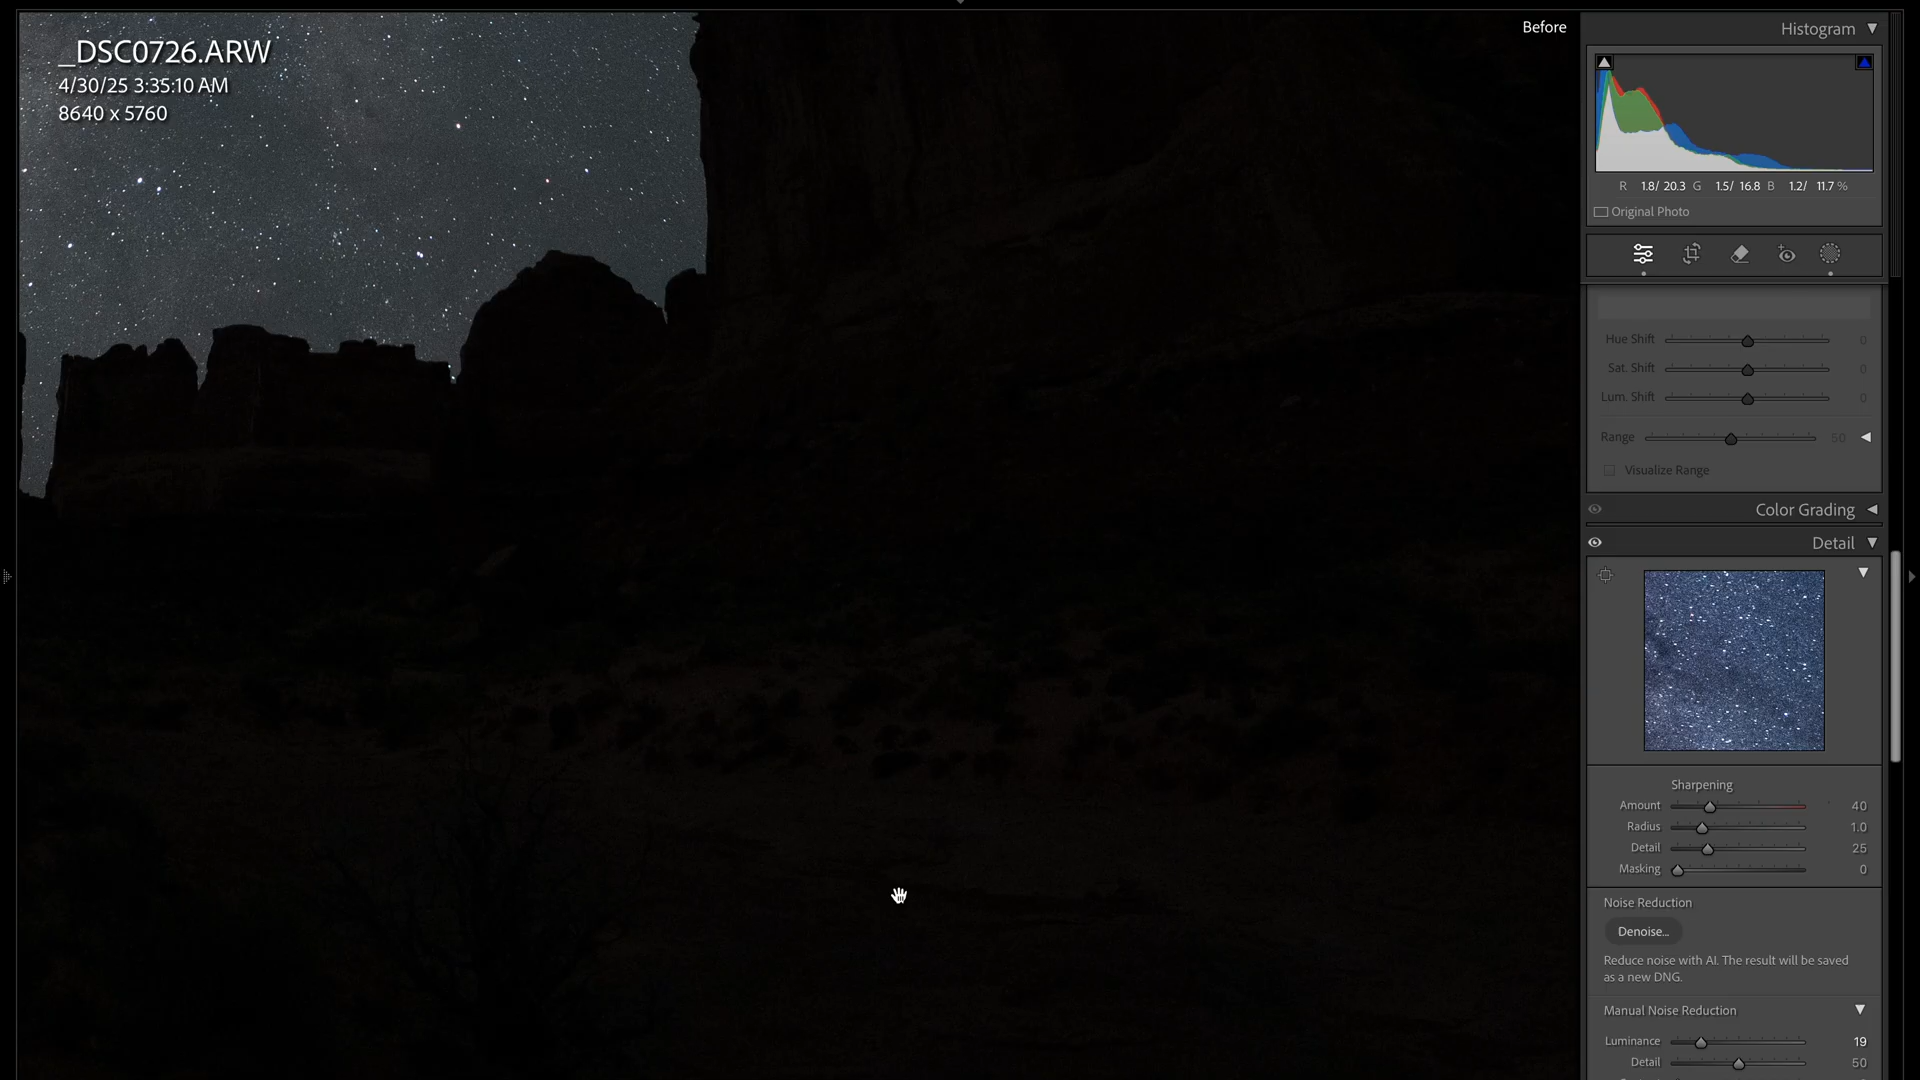 _DSC0726.ARW
4/30/25 3:35:10 AM
8640 x 5760
Before
Histogram
R 1.8/ 20.3 G 1.5/ 16.8 B 1.2/ 11.7 %
Original Photo
Hue Shift 0
Sat. Shift 0
Lum. Shift 0
Range 50
Visualize Range
Color Grading
Detail
Sharpening
Amount 40
Radius 1.0
Detail 25
Masking 0
Noise Reduction
Denoise...
Reduce noise with AI. The result will be saved
as a new DNG.
Manual Noise Reduction
Luminance 19
Detail 50